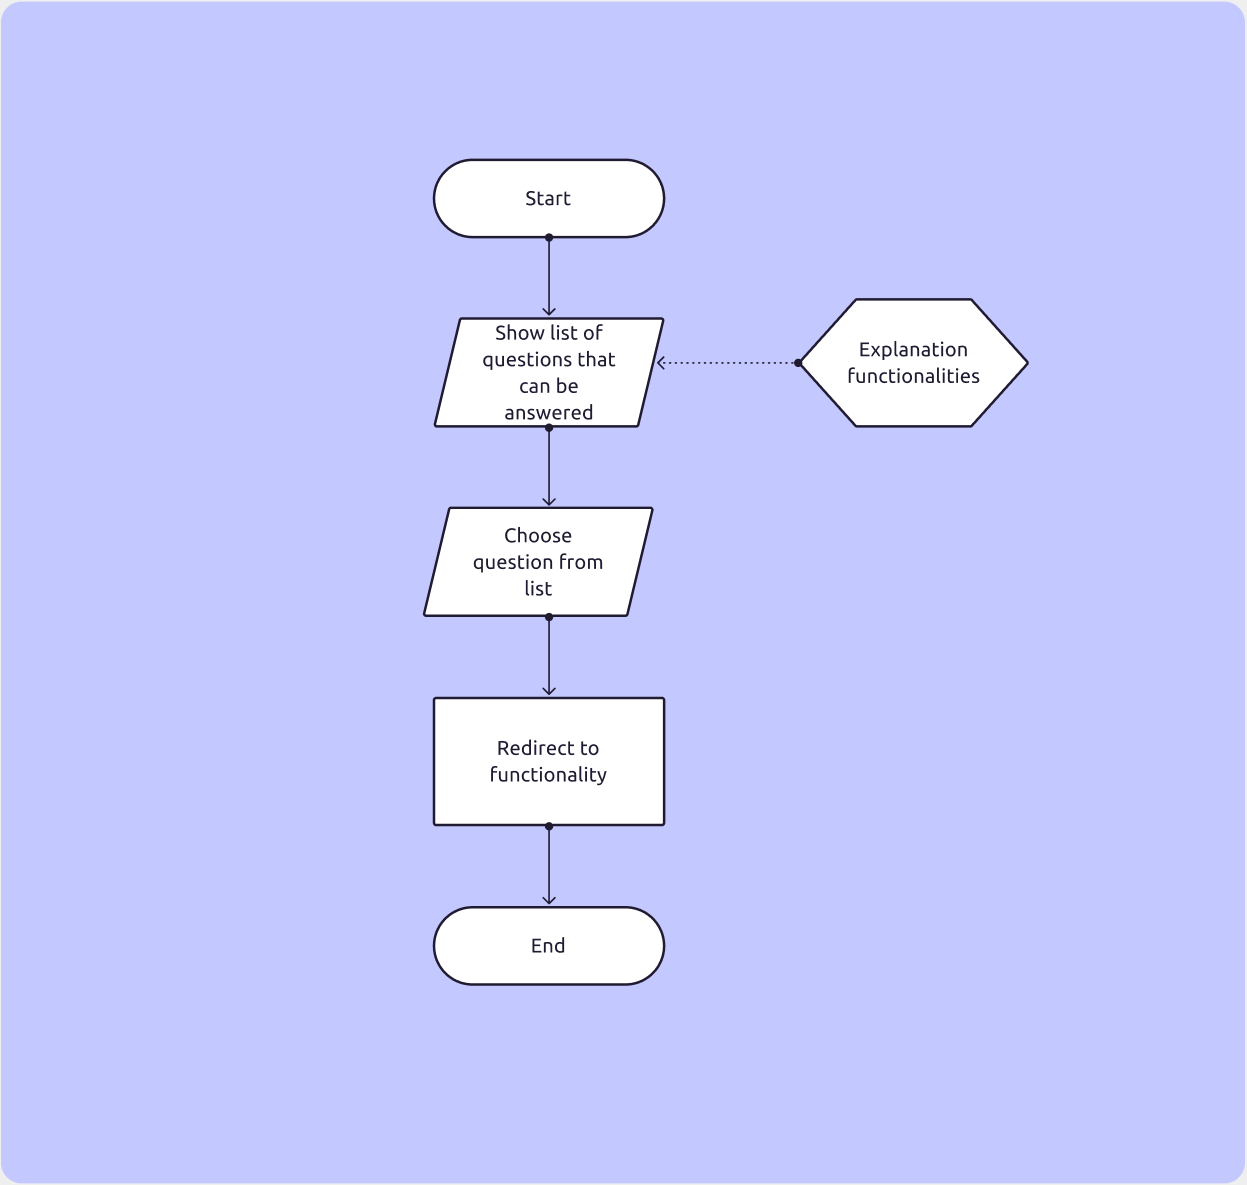 Start
Show list of
questions that
can be
answered
Explanation
functionalities
Choose
question from
list
Redirect to
functionality
End